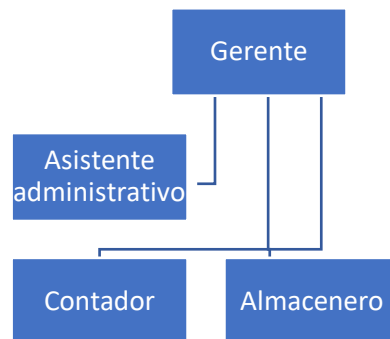 Gerente
Asistente
administrativo
Contador
Almacenero